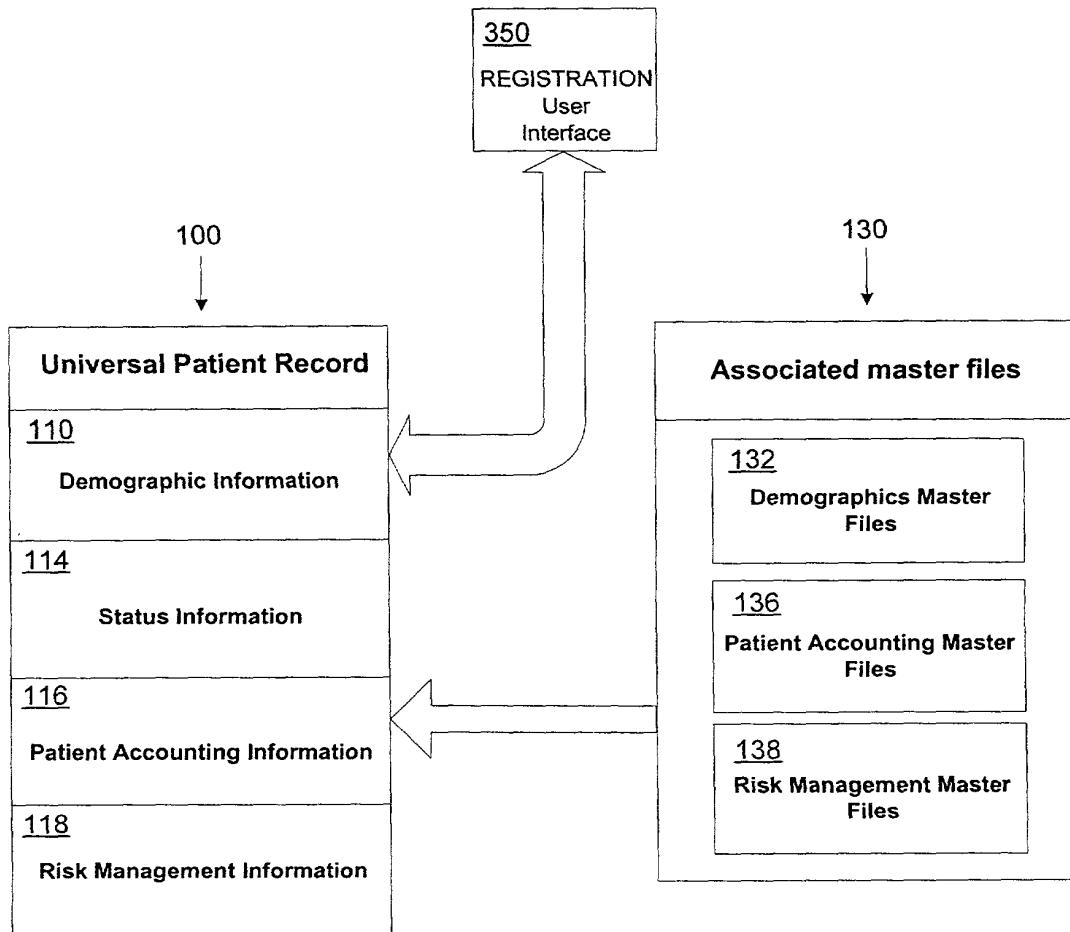 350
REGISTRATION
User
Interface
100
130
Universal Patient Record
110
Demographic Information
114
Status Information
116
Patient Accounting Information
118
Risk Management Information
Associated master files
132
Demographics Master
Files
136
Patient Accounting Master
Files
138
Risk Management Master
Files